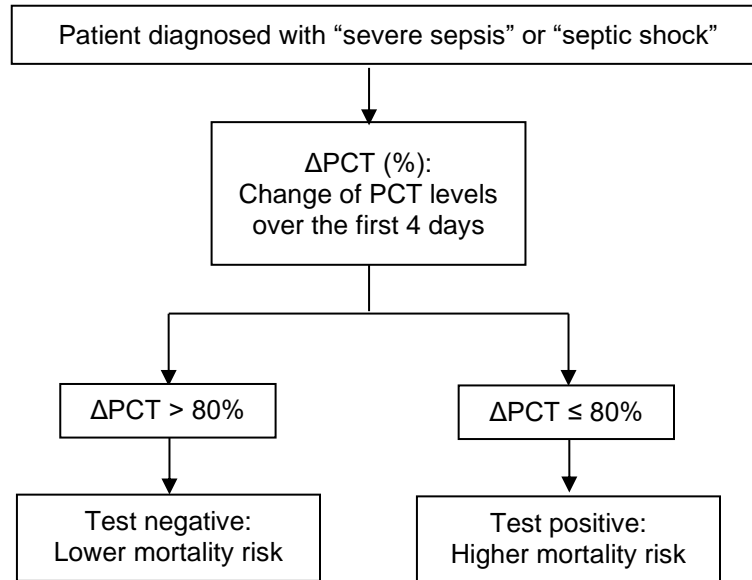 Patient diagnosed with “severe sepsis” or “septic shock”
ΔPCT (%):
Change of PCT levels
over the first 4 days
ΔPCT > 80%
ΔPCT ≤ 80%
Test negative:
Lower mortality risk
Test positive:
Higher mortality risk